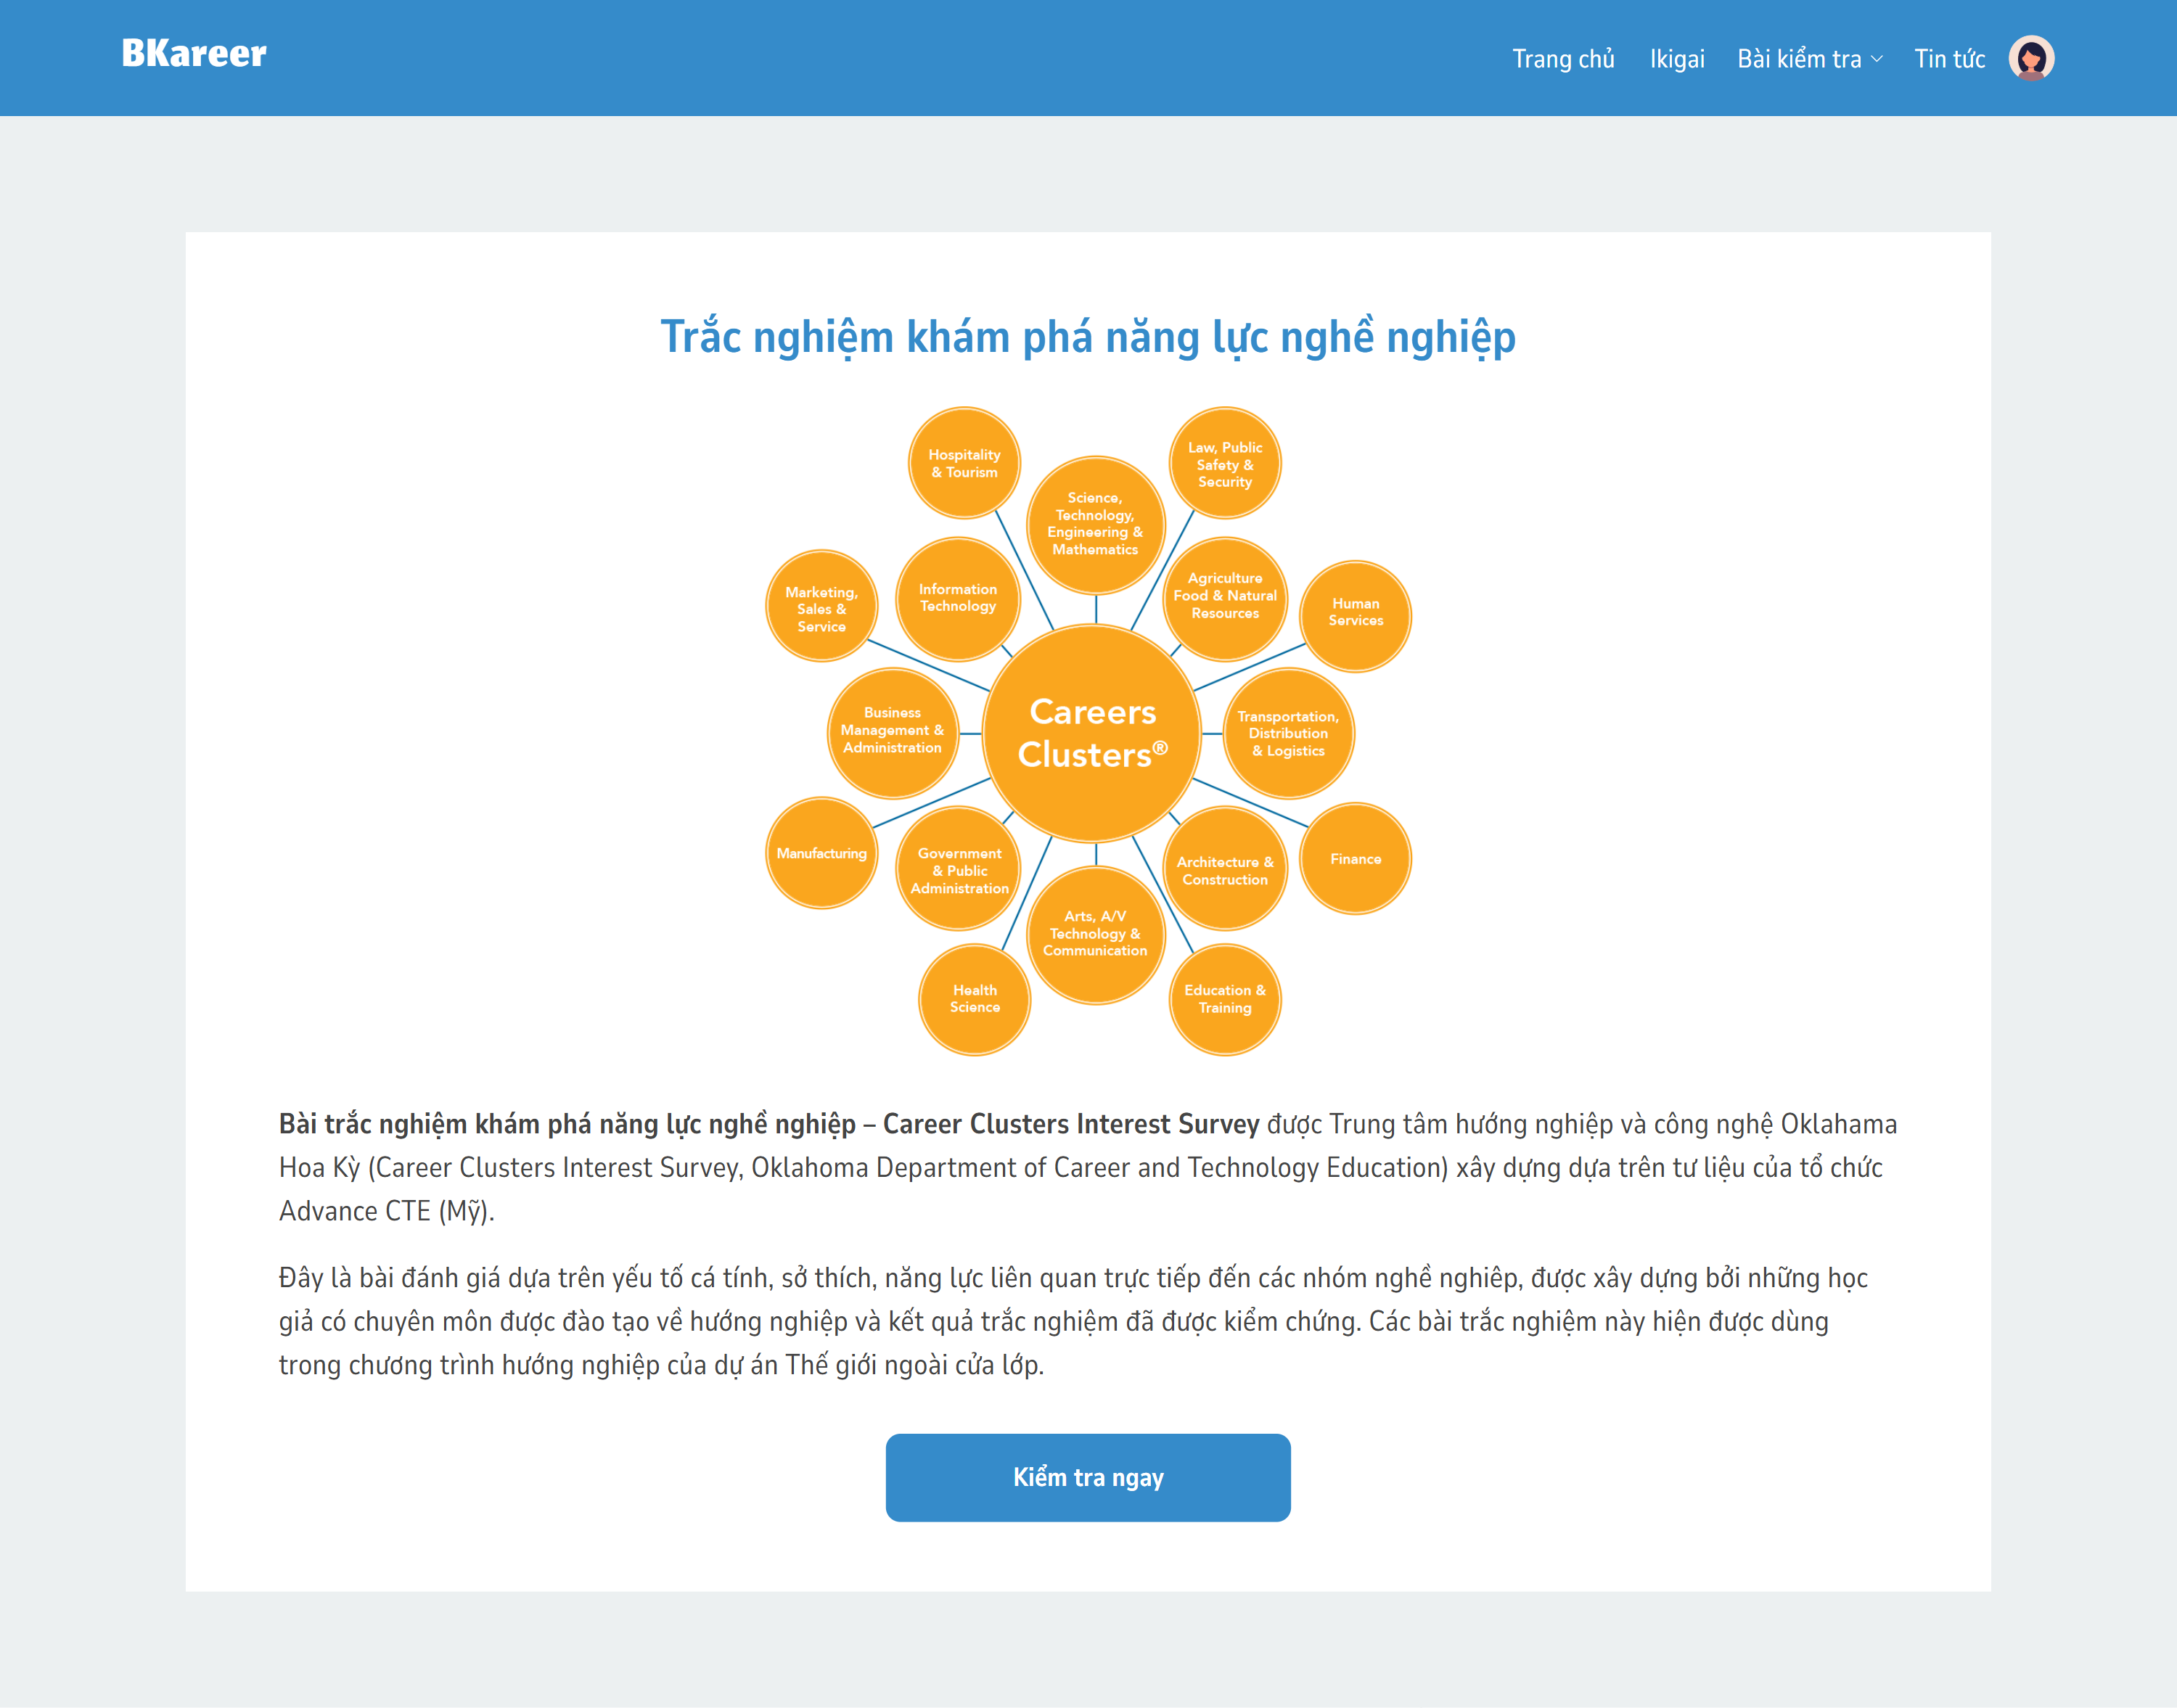 BKareer
Trang chủ
Ikigai
Bài kiểm tra
Tin tức
Trắc nghiệm khám phá năng lực nghề nghiệp
Hospitality
& Tourism
Law, Public
Safety &
Security
Science,
Technology,
Engineering &
Mathematics
Marketing,
Sales &
Service
Information
Technology
Agriculture
Food & Natural
Resources
Human
Services
Business
Management &
Administration
Careers
Clusters®
Transportation,
Distribution
& Logistics
Manufacturing
Government
& Public
Administration
Architecture &
Construction
Finance
Arts, A/V
Technology &
Communication
Health
Science
Education &
Training
Bài trắc nghiệm khám phá năng lực nghề nghiệp – Career Clusters Interest Survey được Trung tâm hướng nghiệp và công nghệ Oklahama
Hoa Kỳ (Career Clusters Interest Survey, Oklahoma Department of Career and Technology Education) xây dựng dựa trên tư liệu của tổ chức
Advance CTE (Mỹ).
Đây là bài đánh giá dựa trên yếu tố cá tính, sở thích, năng lực liên quan trực tiếp đến các nhóm nghề nghiêp, được xây dựng bởi những học
giả có chuyên môn được đào tạo về hướng nghiệp và kết quả trắc nghiệm đã được kiểm chứng. Các bài trắc nghiệm này hiện được dùng
trong chương trình hướng nghiệp của dự án Thế giới ngoài cửa lớp.
Kiểm tra ngay